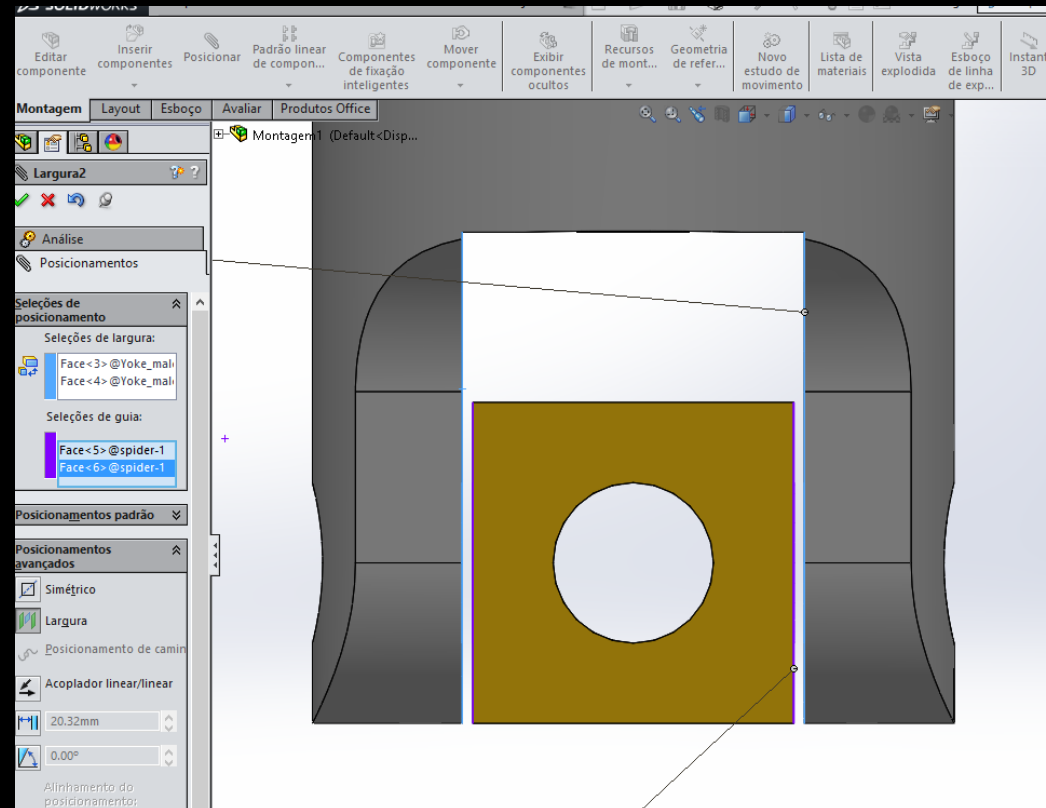 SOLIDWORKS
Editar
componente
Inserir
componentes
Posicionar
Padrão linear
de compon...
Componentes
de fixação
inteligentes
Mover
componente
Exibir
componentes
ocultos
Recursos
de mont...
Geometria
de refer...
Novo
estudo de
movimento
Lista de
materiais
Vista
explodida
Esboço
de linha
de exp...
Instant
3D
Montagem Layout Esboço Avaliar Produtos Office
Montagem1 (Default<Disp...
Largura2
Análise
Posicionamentos
Seleções de
posicionamento
Seleções de largura:
Face<3>@Yoke_mal
Face<4>@Yoke_mal
Seleções de guia:
Face<5>@spider-1
Face<6>@spider-1
Posicionamentos padrão
Posicionamentos
avançados
Simétrico
Largura
Posicionamento de camin
Acoplador linear/linear
20.32mm
0.00°
Alinhamento do
posicionamento: